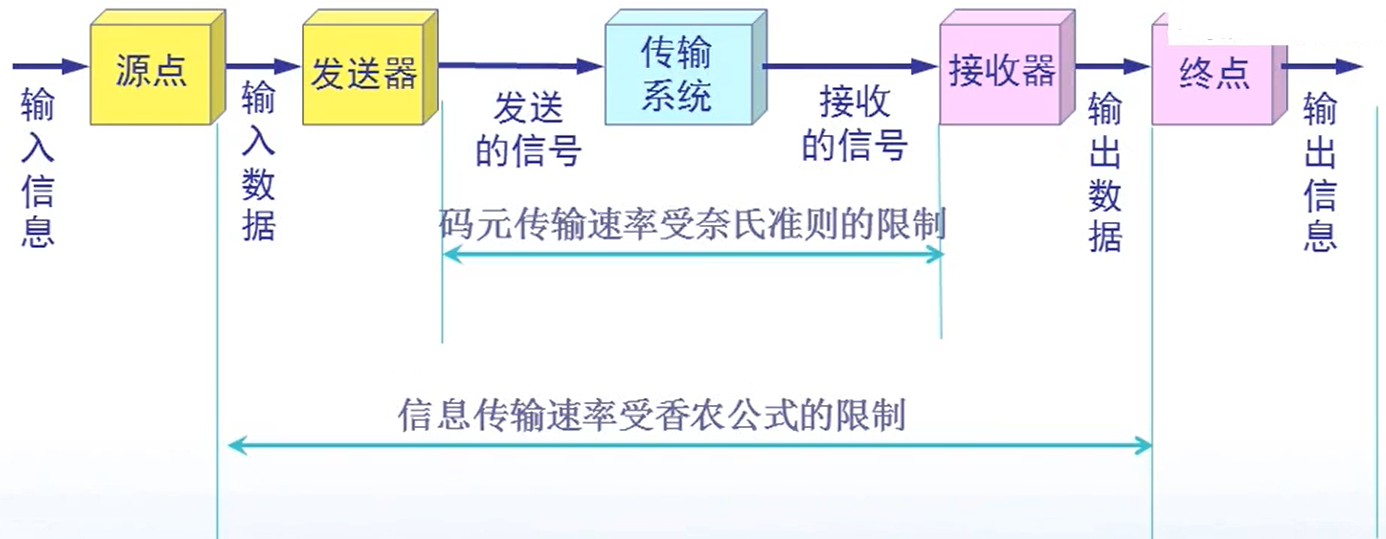 源点
发送器
传输
系统
接收器
终点
输入信息
输入数据
发送
的信号
接收
的信号
输出数据
输出信息
码元传输速率受奈氏准则的限制
信息传输速率受香农公式的限制